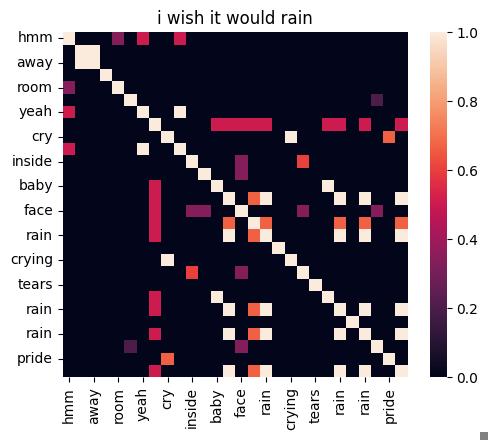 i wish it would rain
hmm
away
room
yeah
cry
inside
baby
face
rain
crying
tears
rain
rain
pride
1.0
0.8
0.6
0.4
0.2
0.0
hmm
away
room
yeah
cry
inside
baby
face
rain
crying
tears
rain
rain
pride